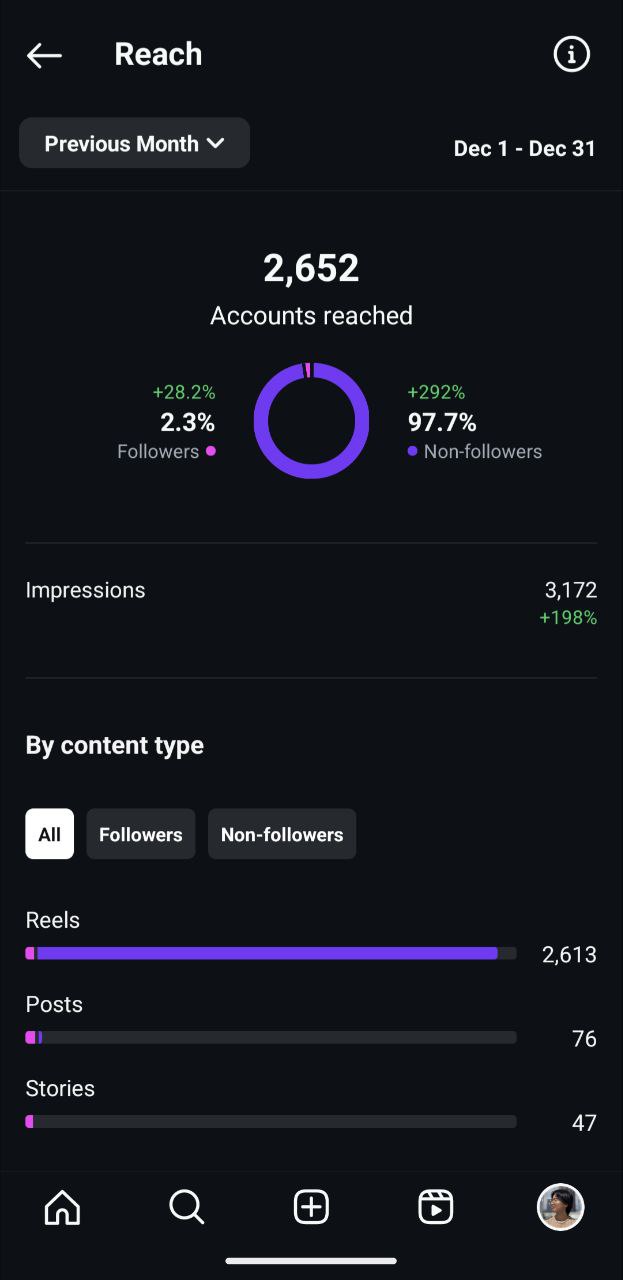 Reach
Previous Month
Dec 1 - Dec 31
2,652
Accounts reached
+28.2%
2.3%
Followers
+292%
97.7%
Non-followers
Impressions
3,172
+198%
By content type
All
Followers
Non-followers
Reels
2,613
Posts
76
Stories
47